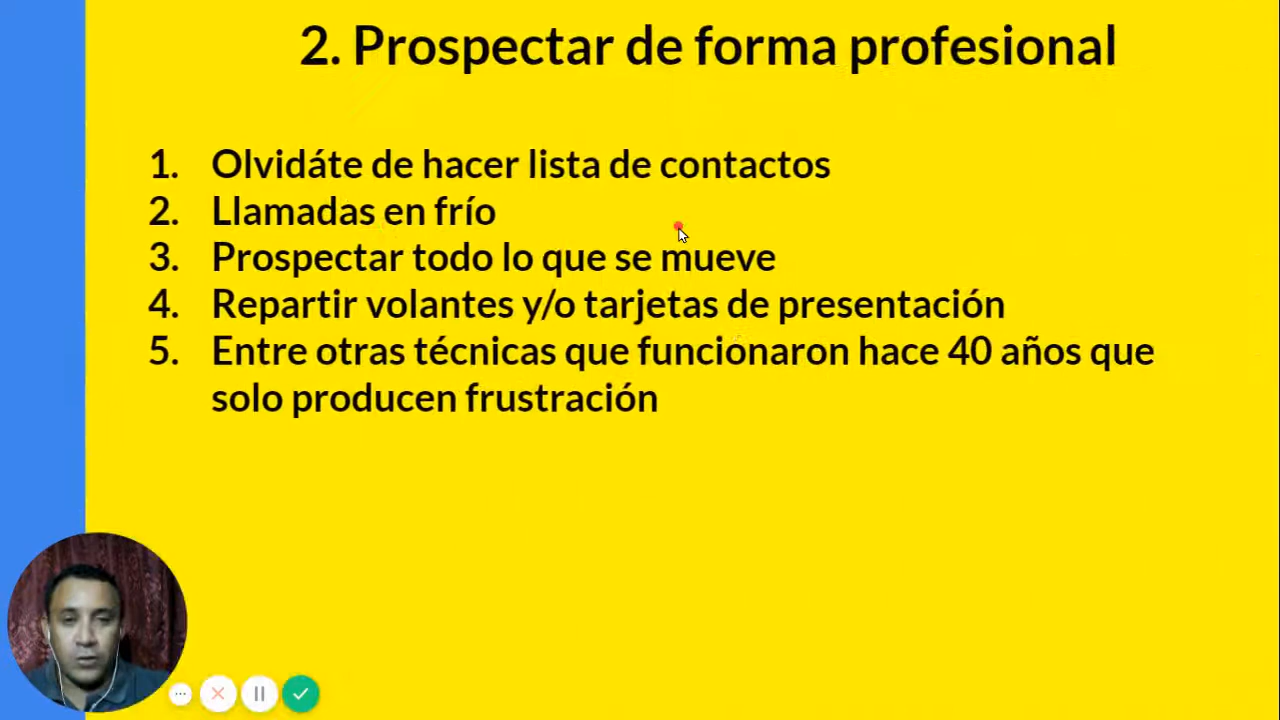 2. Prospectar de forma profesional
1. Olvidáte de hacer lista de contactos
2. Llamadas en frío
3. Prospectar todo lo que se mueve
4. Repartir volantes y/o tarjetas de presentación
5. Entre otras técnicas que funcionaron hace 40 años que
solo producen frustración